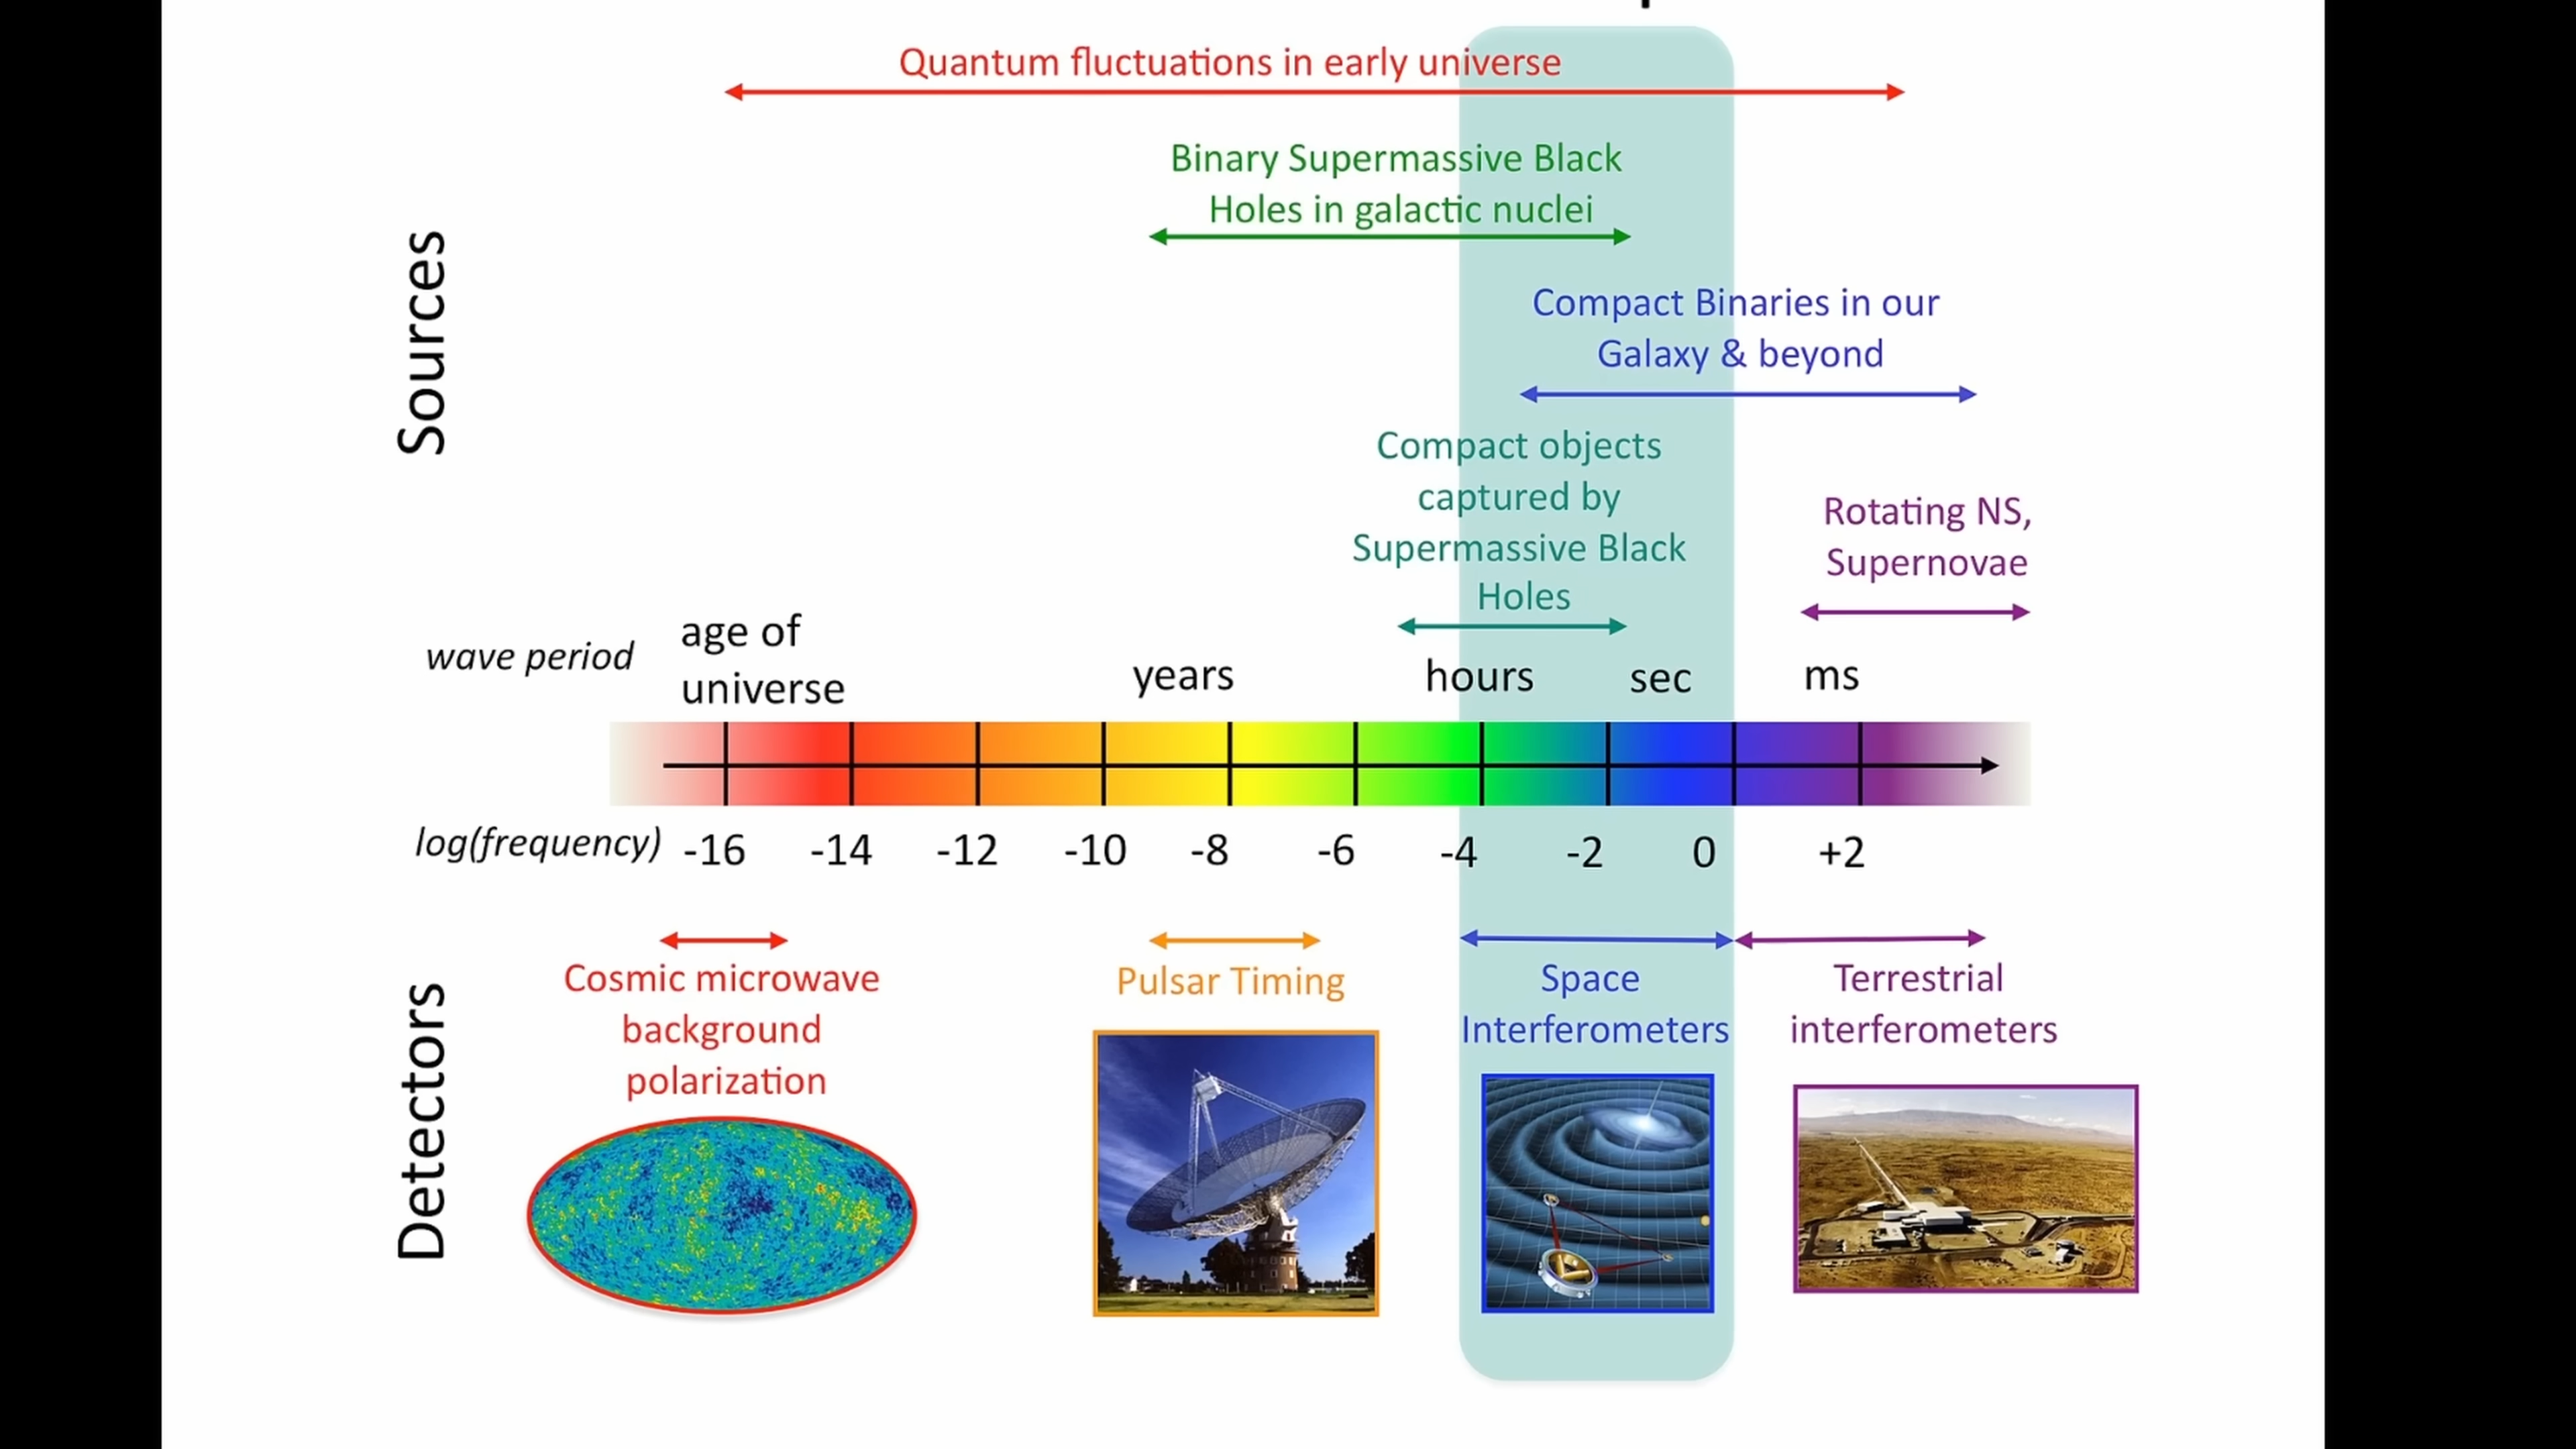 Quantum fluctuations in early universe
Binary Supermassive Black
Holes in galactic nuclei
Compact Binaries in our
Galaxy & beyond
Sources
Compact objects
captured by
Supermassive Black
Holes
Rotating NS,
Supernovae
wave period
age of
universe
years
hours
sec
ms
log(frequency)
-16
-14
-12
-10
-8
-6
-4
-2
0
+2
Detectors
Cosmic microwave
background
polarization
Pulsar Timing
Space
Interferometers
Terrestrial
interferometers